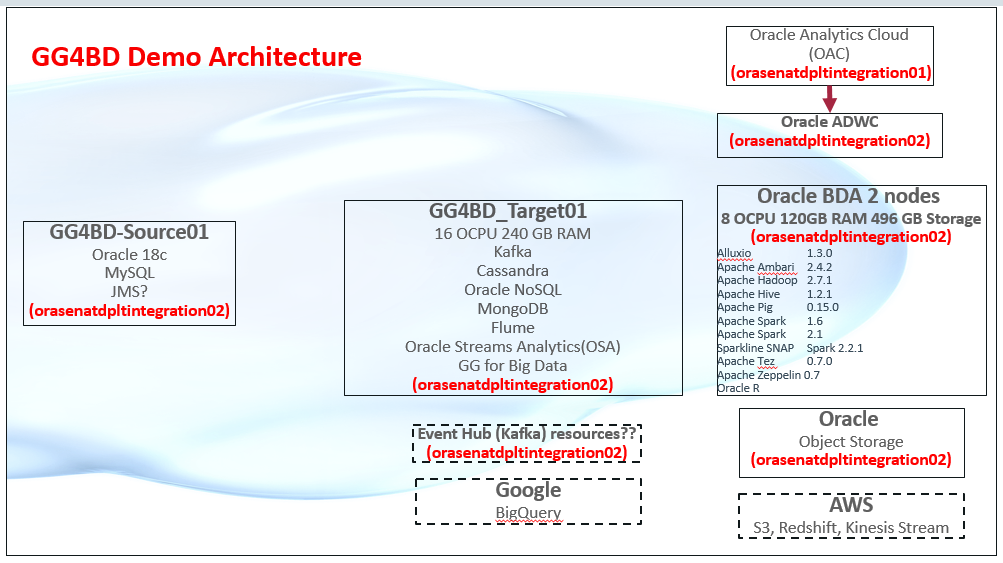 GG4BD Demo Architecture
Oracle Analytics Cloud
(OAC)
(orasenatdpltintegration01)
Oracle ADWC
(orasenatdpltintegration02)
GG4BD-Source01
Oracle 18c
MySQL
JMS?
(orasenatdpltintegration02)
GG4BD_Target01
16 OCPU 240 GB RAM
Kafka
Cassandra
Oracle NoSQL
MongoDB
Flume
Oracle Streams Analytics(OSA)
GG for Big Data
(orasenatdpltintegration02)
Event Hub (Kafka) resources??
(orasenatdpltintegration02)
Google
BigQuery
Oracle BDA 2 nodes
8 OCPU 120GB RAM 496 GB Storage
(orasenatdpltintegration02)
Alluxio 1.3.0
Apache Ambari 2.4.2
Apache Hadoop 2.7.1
Apache Hive 1.2.1
Apache Pig 0.15.0
Apache Spark 1.6
Apache Spark 2.1
Sparkline SNAP Spark 2.2.1
Apache Tez 0.7.0
Apache Zeppelin 0.7
Oracle R
Oracle
Object Storage
(orasenatdpltintegration02)
AWS
S3, Redshift, Kinesis Stream